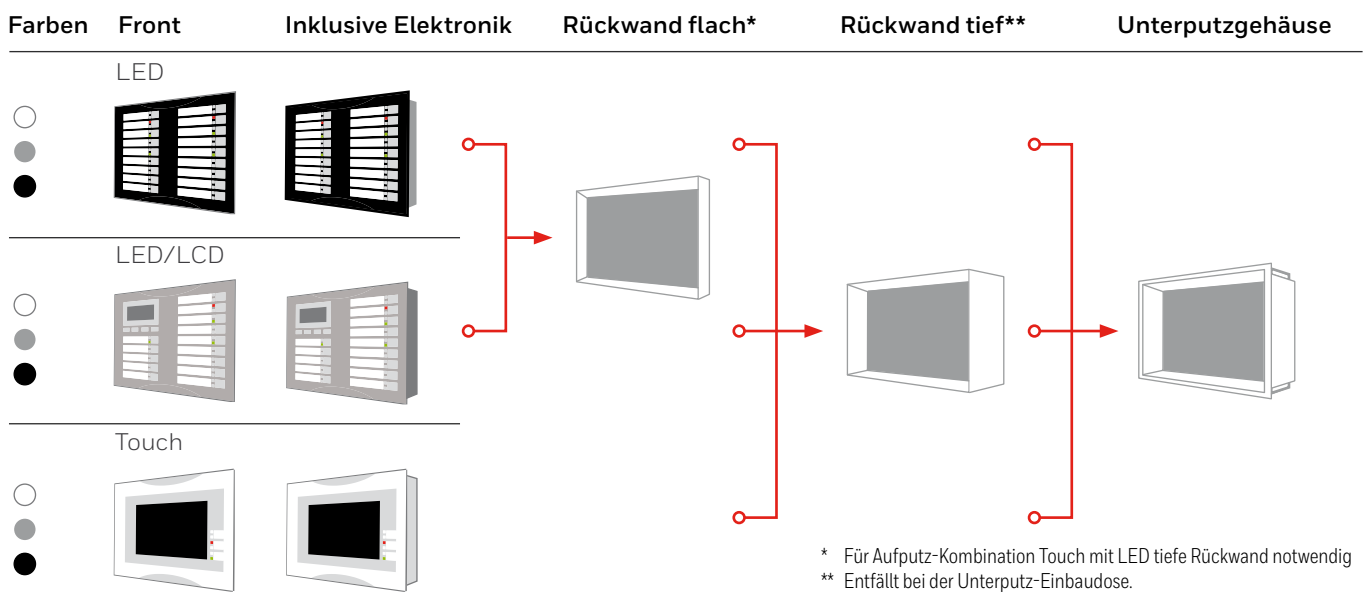 Farben Front Inklusive Elektronik Rückwand flach* Rückwand tief** Unterputzgehäuse
LED
LED/LCD
Touch
* Für Aufputz-Kombination Touch mit LED tiefe Rückwand notwendig
** Entfällt bei der Unterputz-Einbaudose.